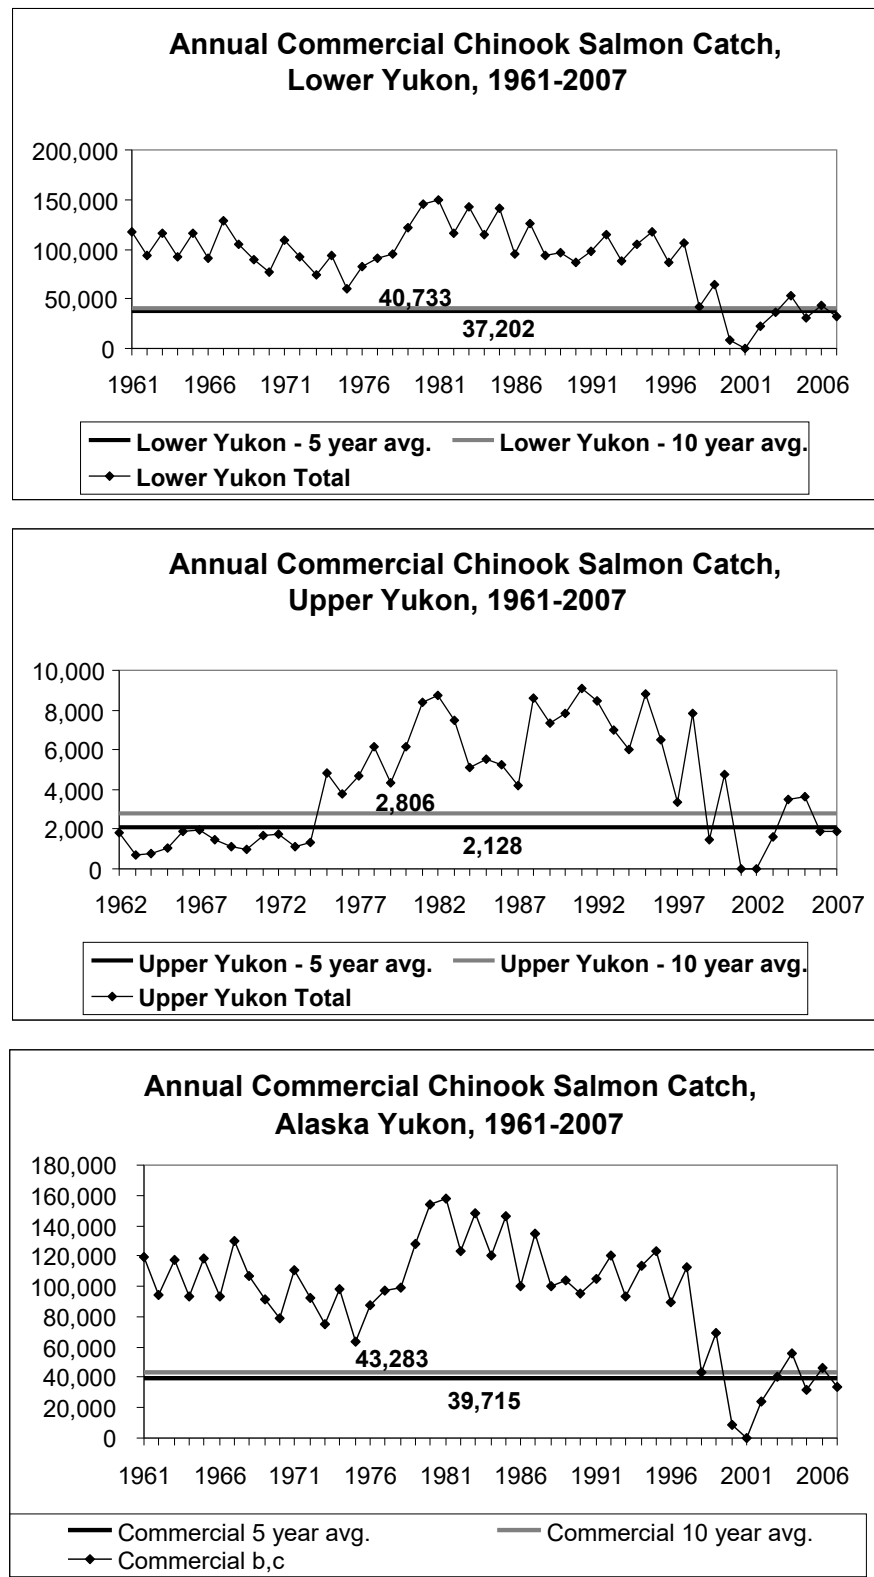 Annual Commercial Chinook Salmon Catch,
Lower Yukon, 1961-2007
200,000
150,000
100,000
50,000
0
40,733
37,202
1961 1966 1971 1976 1981 1986 1991 1996 2001 2006
Lower Yukon - 5 year avg. Lower Yukon - 10 year avg.
Lower Yukon Total
Annual Commercial Chinook Salmon Catch,
Upper Yukon, 1961-2007
10,000
8,000
6,000
4,000
2,000
0
2,806
2,128
1962 1967 1972 1977 1982 1987 1992 1997 2002 2007
Upper Yukon - 5 year avg. Upper Yukon - 10 year avg.
Upper Yukon Total
Annual Commercial Chinook Salmon Catch,
Alaska Yukon, 1961-2007
180,000
160,000
140,000
120,000
100,000
80,000
60,000
40,000
20,000
0
43,283
39,715
1961 1966 1971 1976 1981 1986 1991 1996 2001 2006
Commercial 5 year avg. Commercial 10 year avg.
Commercial b,c